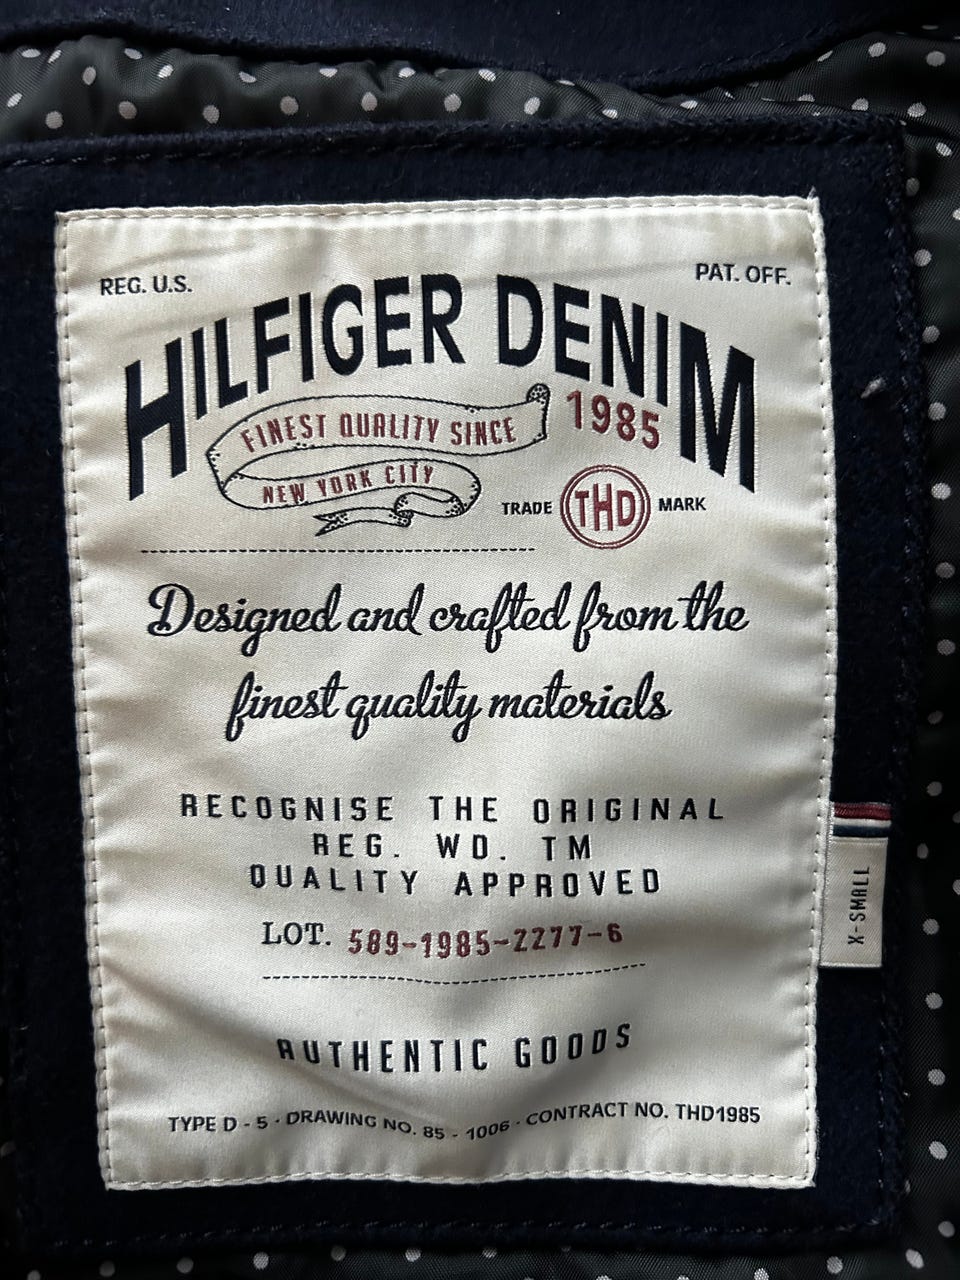 REG. U.S.
PAT. OFF.
HILFIGER DENIM
FINEST QUALITY SINCE
1985
NEW YORK CITY
TRADE THD MARK
Designed and crafted from the
finest quality materials
RECOGNISE THE ORIGINAL
REG. WD. TM
QUALITY APPROVED
LOT. 589-1985-2277-6
AUTHENTIC GOODS
TYPE D - 5 · DRAWING NO. 85 - 1006 · CONTRACT NO. THD1985
X-SMALL